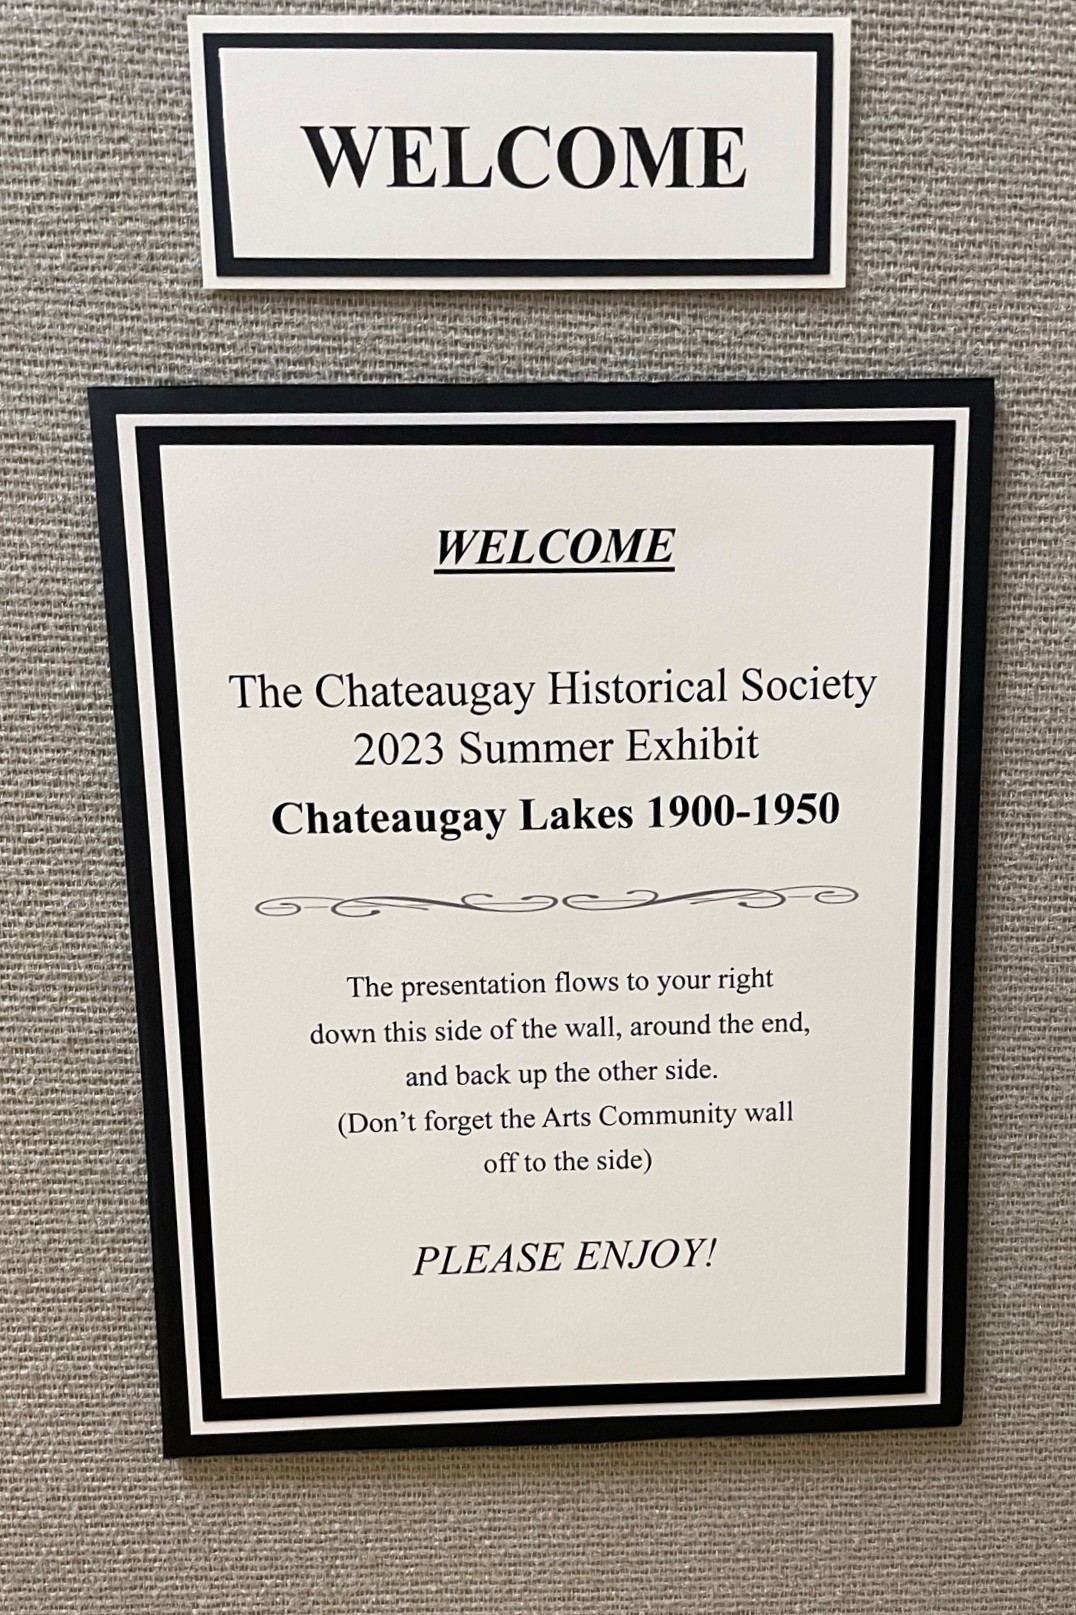 WELCOME
WELCOME
The Chateaugay Historical Society
2023 Summer Exhibit
Chateaugay Lakes 1900-1950
The presentation flows to your right
down this side of the wall, around the end,
and back up the other side.
(Don’t forget the Arts Community wall
off to the side)
PLEASE ENJOY!